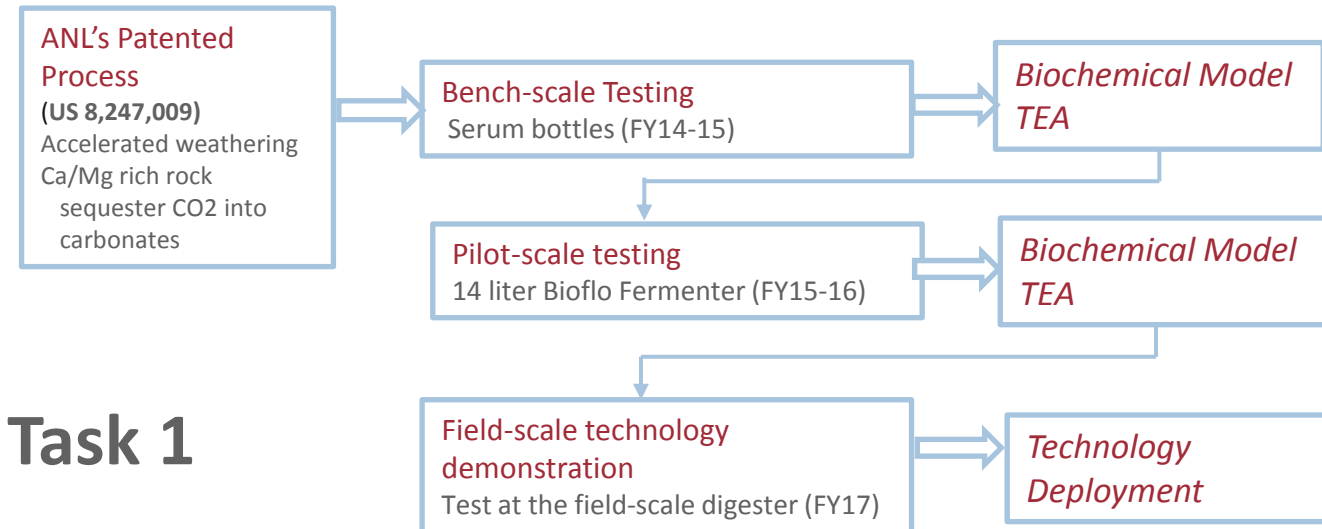 ANL's Patented
Process
(US 8,247,009)
Accelerated weathering
Ca/Mg rich rock
sequester CO2 into
carbonates
Bench-scale Testing
Serum bottles (FY14-15)
Biochemical Model
TEA
Pilot-scale testing
14 liter Bioflo Fermenter (FY15-16)
Biochemical Model
TEA
Task 1
Field-scale technology
demonstration
Test at the field-scale digester (FY17)
Technology
Deployment